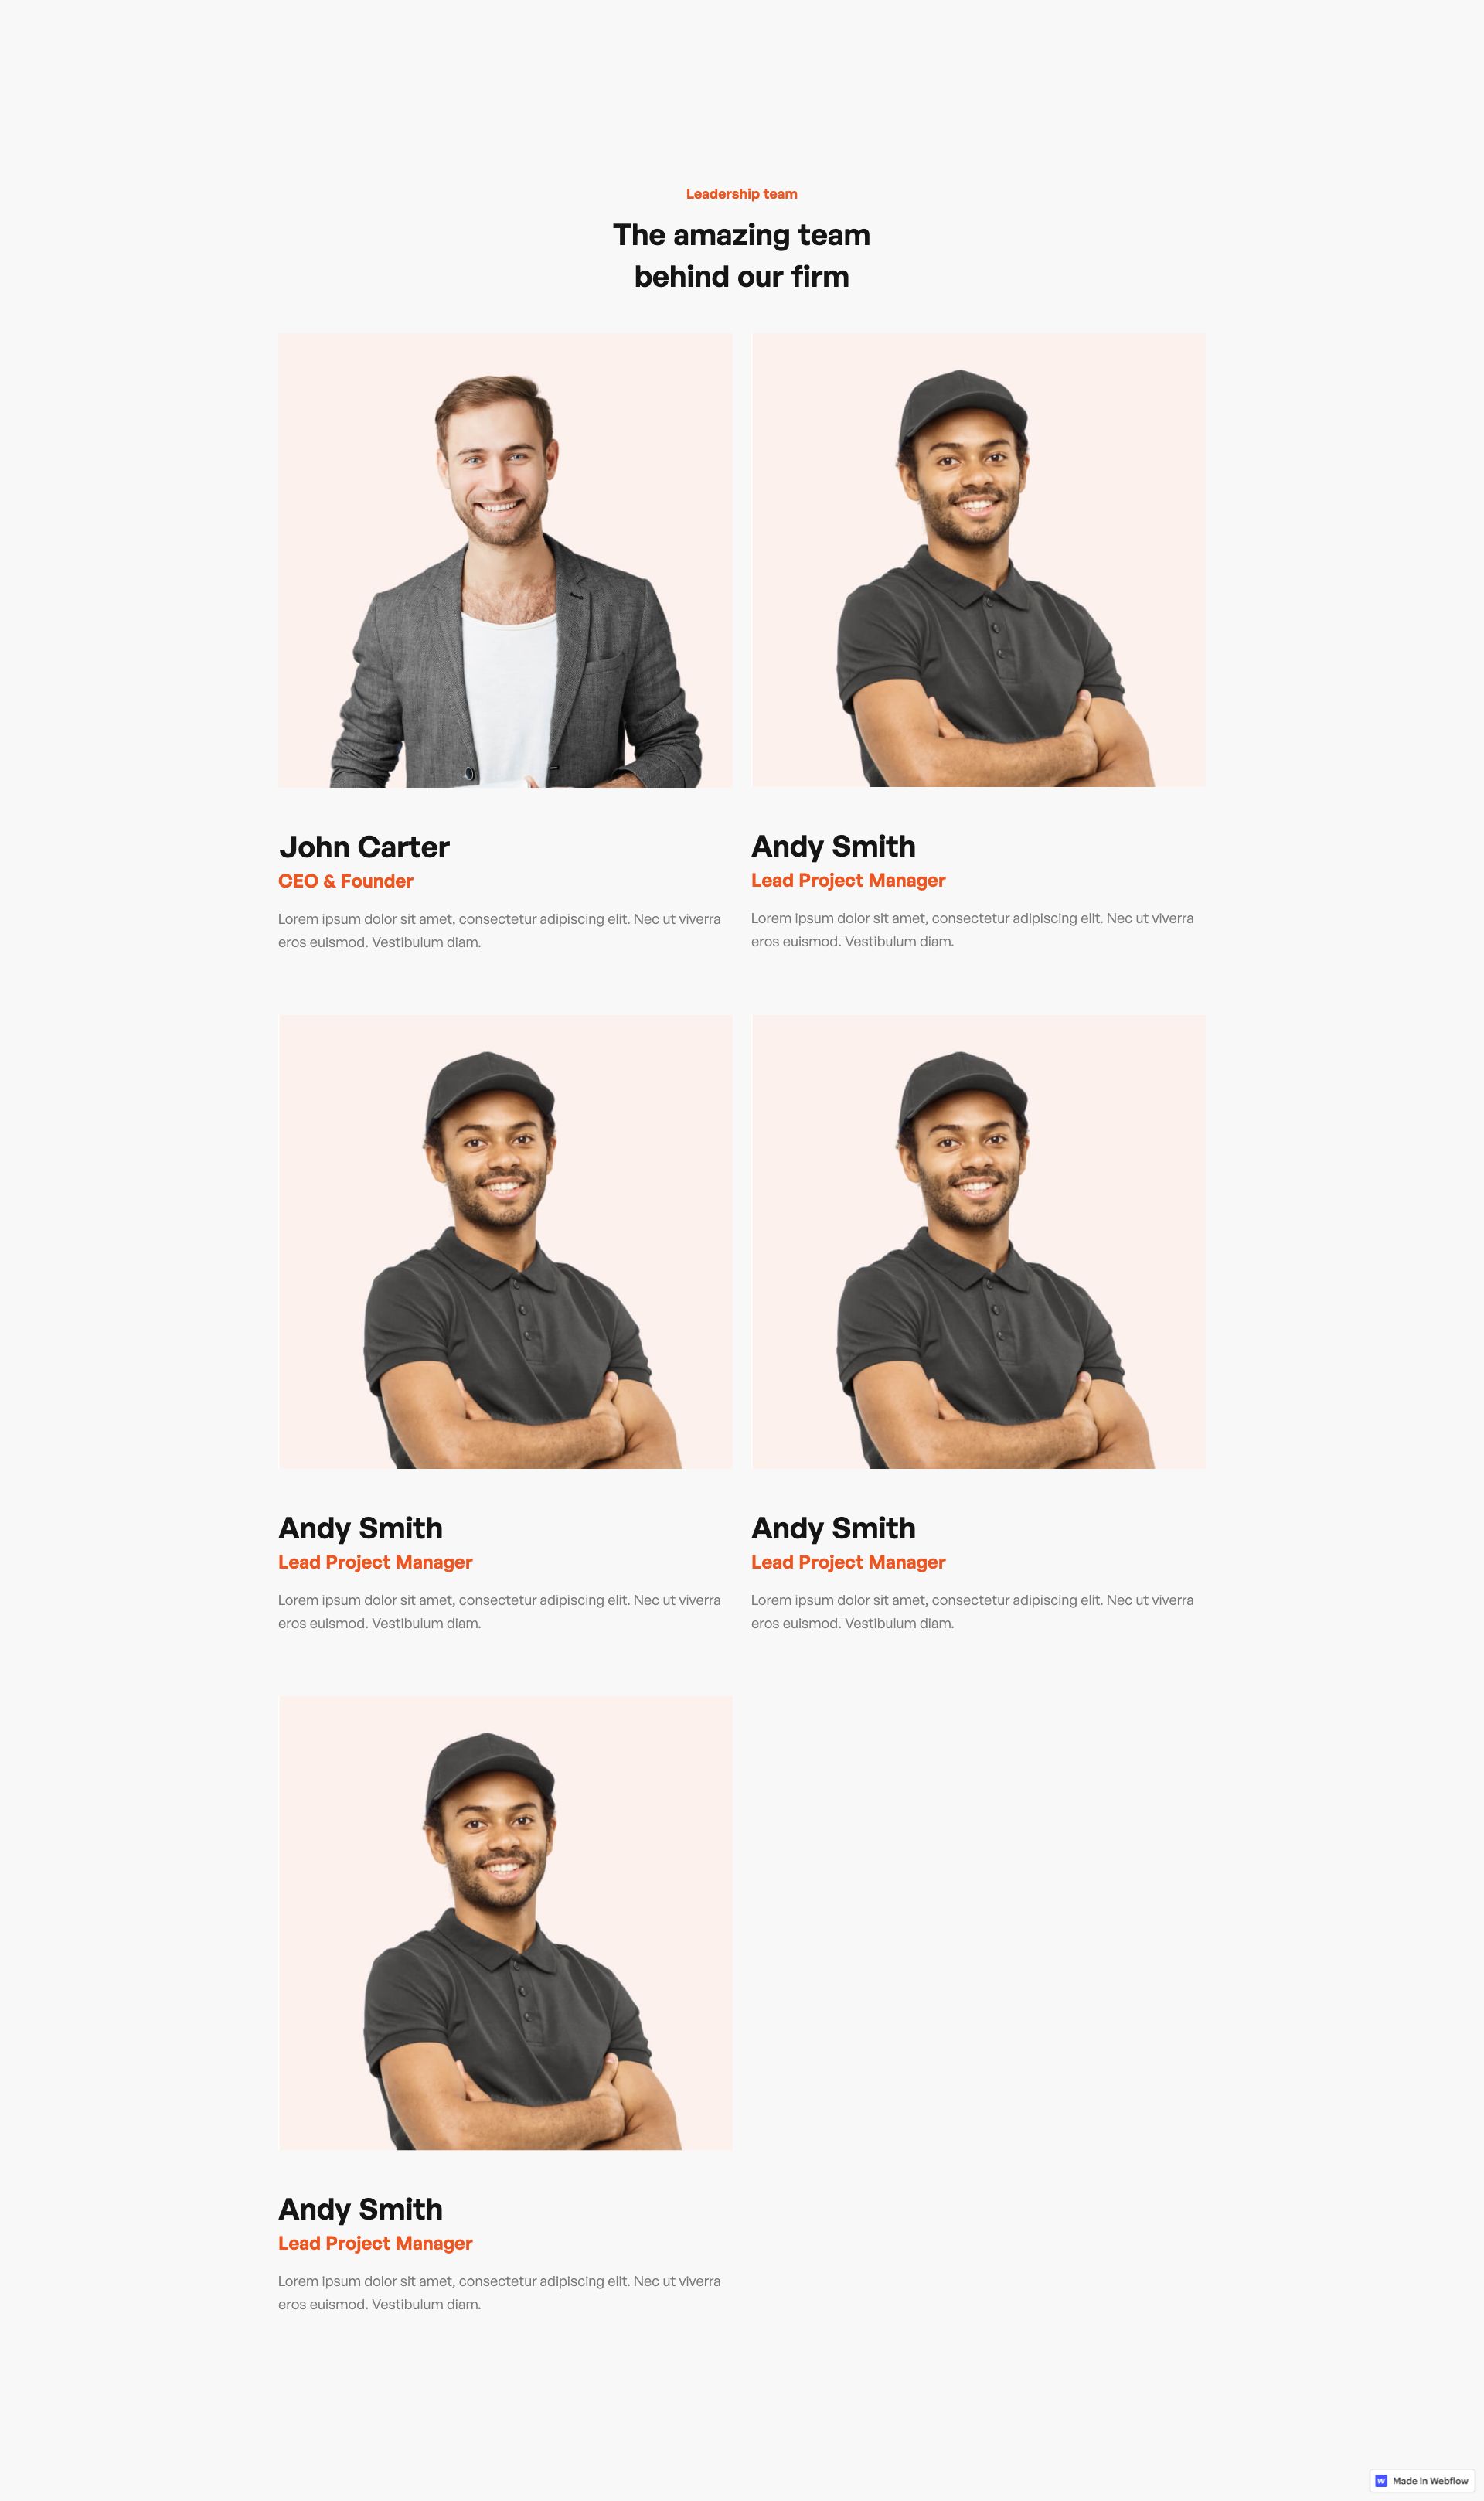 Leadership team
The amazing team
behind our firm
John Carter
CEO & Founder
Lorem ipsum dolor sit amet, consectetur adipiscing elit. Nec ut viverra
eros euismod. Vestibulum diam.
Andy Smith
Lead Project Manager
Lorem ipsum dolor sit amet, consectetur adipiscing elit. Nec ut viverra
eros euismod. Vestibulum diam.
Andy Smith
Lead Project Manager
Lorem ipsum dolor sit amet, consectetur adipiscing elit. Nec ut viverra
eros euismod. Vestibulum diam.
Andy Smith
Lead Project Manager
Lorem ipsum dolor sit amet, consectetur adipiscing elit. Nec ut viverra
eros euismod. Vestibulum diam.
Andy Smith
Lead Project Manager
Lorem ipsum dolor sit amet, consectetur adipiscing elit. Nec ut viverra
eros euismod. Vestibulum diam.
Made in Webflow